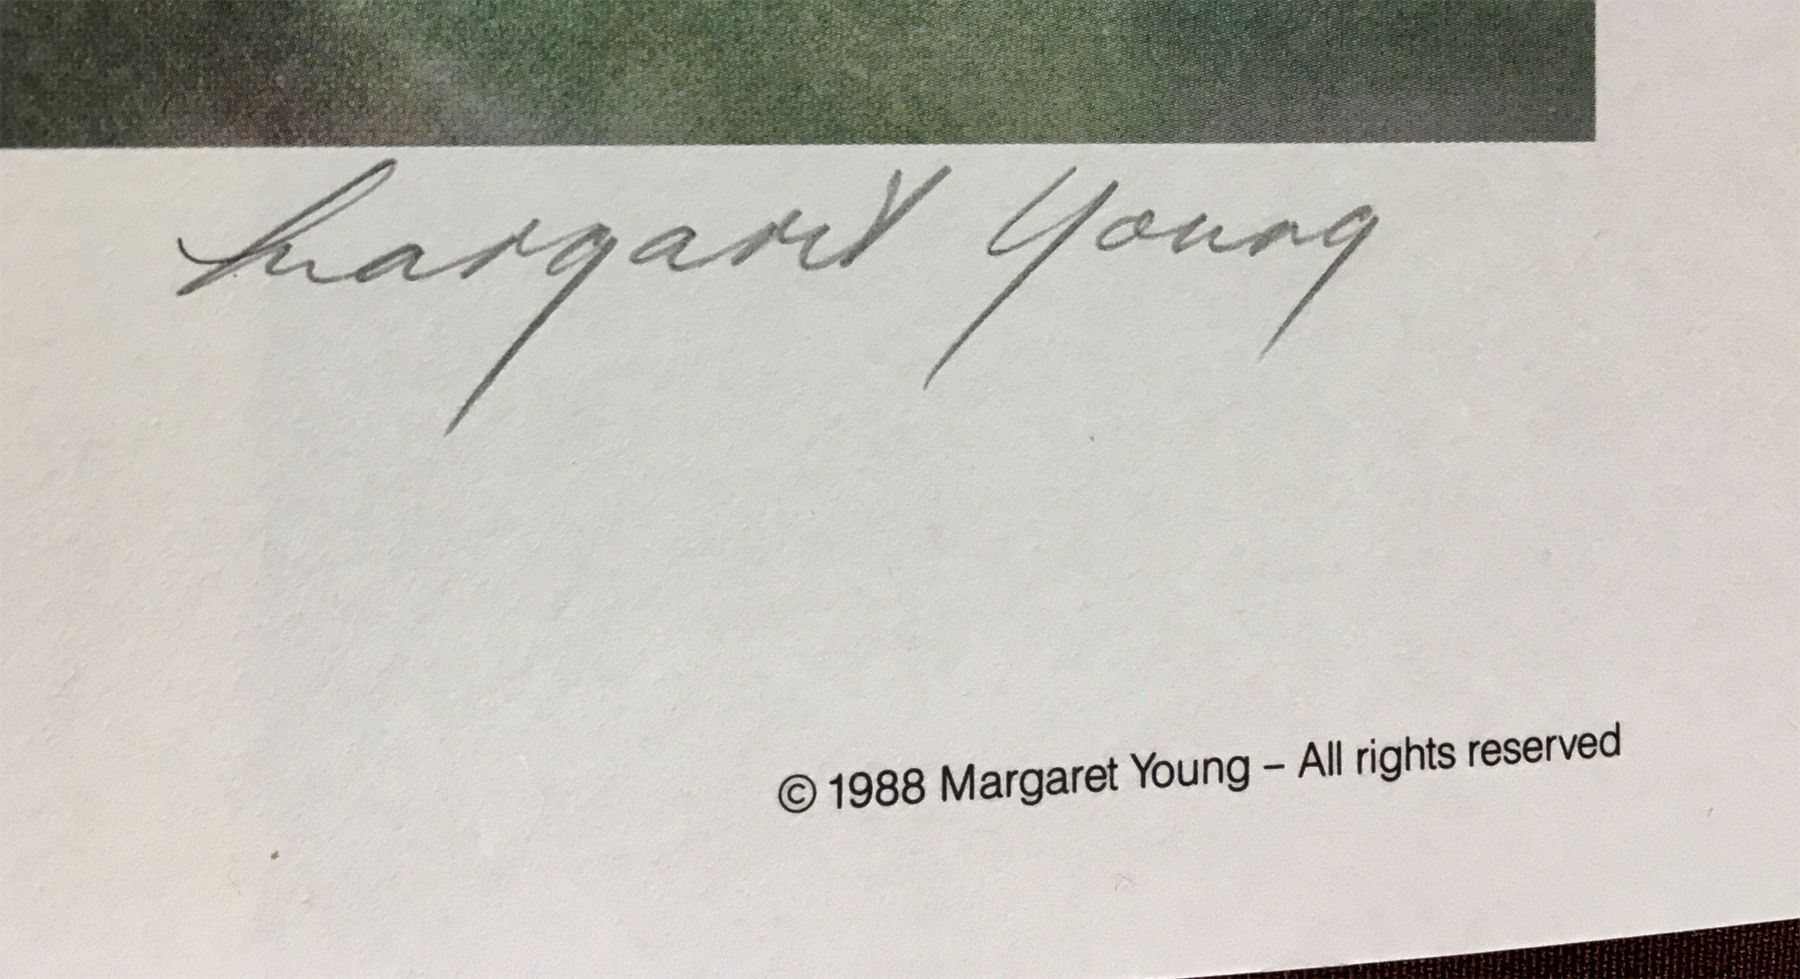 Margaret Young
© 1988 Margaret Young – All rights reserved